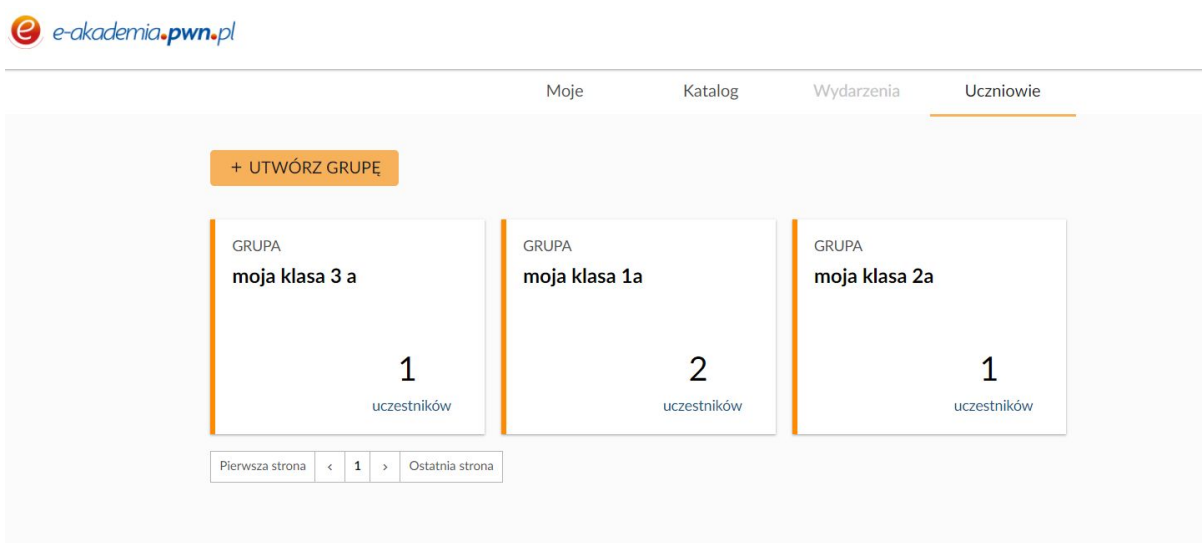 e e-akademia.pwn.pl
Moje Katalog Wydarzenia Uczniowie
+ UTWÓRZ GRUPĘ
GRUPA
moja klasa 3 a
1
uczestników
GRUPA
moja klasa 1a
2
uczestników
GRUPA
moja klasa 2a
1
uczestników
Pierwsza strona ‹ 1 › Ostatnia strona